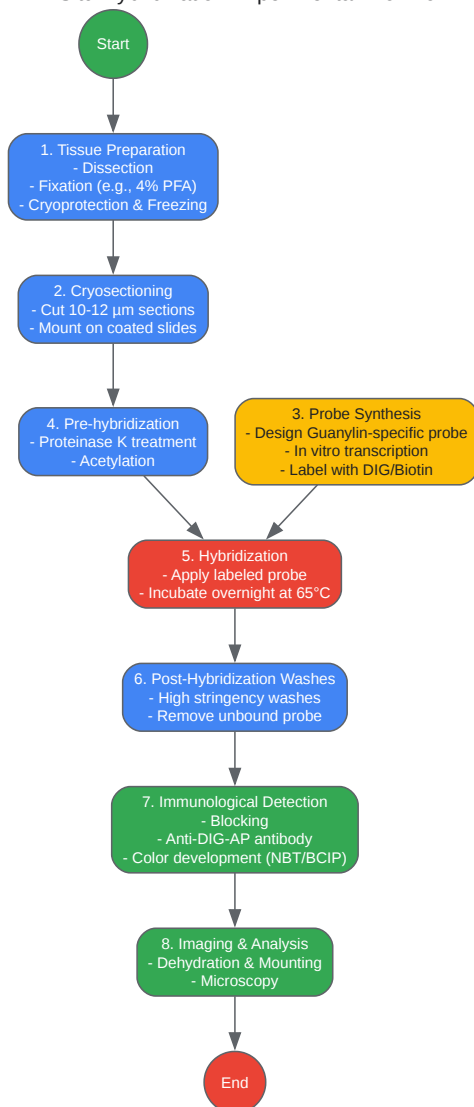 Start
1. Tissue Preparation
- Dissection
- Fixation (e.g., 4% PFA)
- Cryoprotection & Freezing
2. Cryosectioning
- Cut 10-12 µm sections
- Mount on coated slides
4. Pre-hybridization
- Proteinase K treatment
- Acetylation
3. Probe Synthesis
- Design Guanylin-specific probe
- In vitro transcription
- Label with DIG/Biotin
5. Hybridization
- Apply labeled probe
- Incubate overnight at 65°C
6. Post-Hybridization Washes
- High stringency washes
- Remove unbound probe
7. Immunological Detection
- Blocking
- Anti-DIG-AP antibody
- Color development (NBT/BCIP)
8. Imaging & Analysis
- Dehydration & Mounting
- Microscopy
End